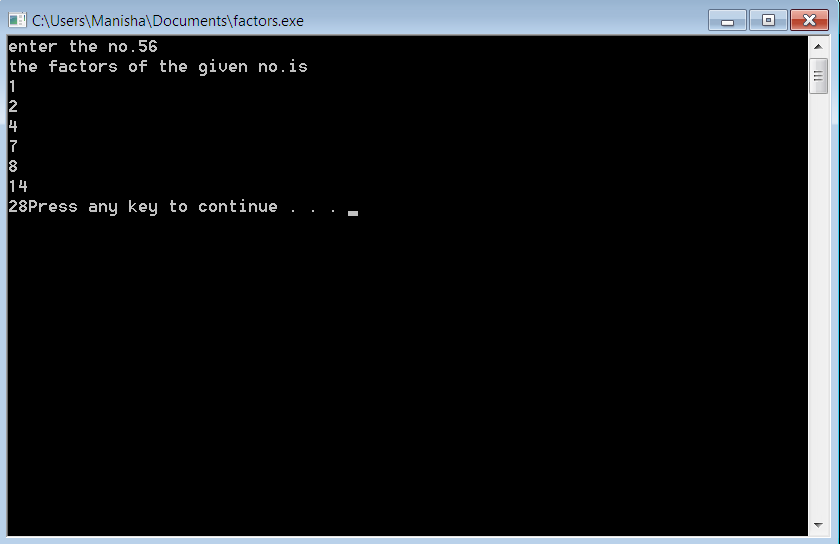 C:\Users\Manisha\Documents\factors.exe
enter the no.56
the factors of the given no.is
1
2
4
7
8
14
28Press any key to continue . . .